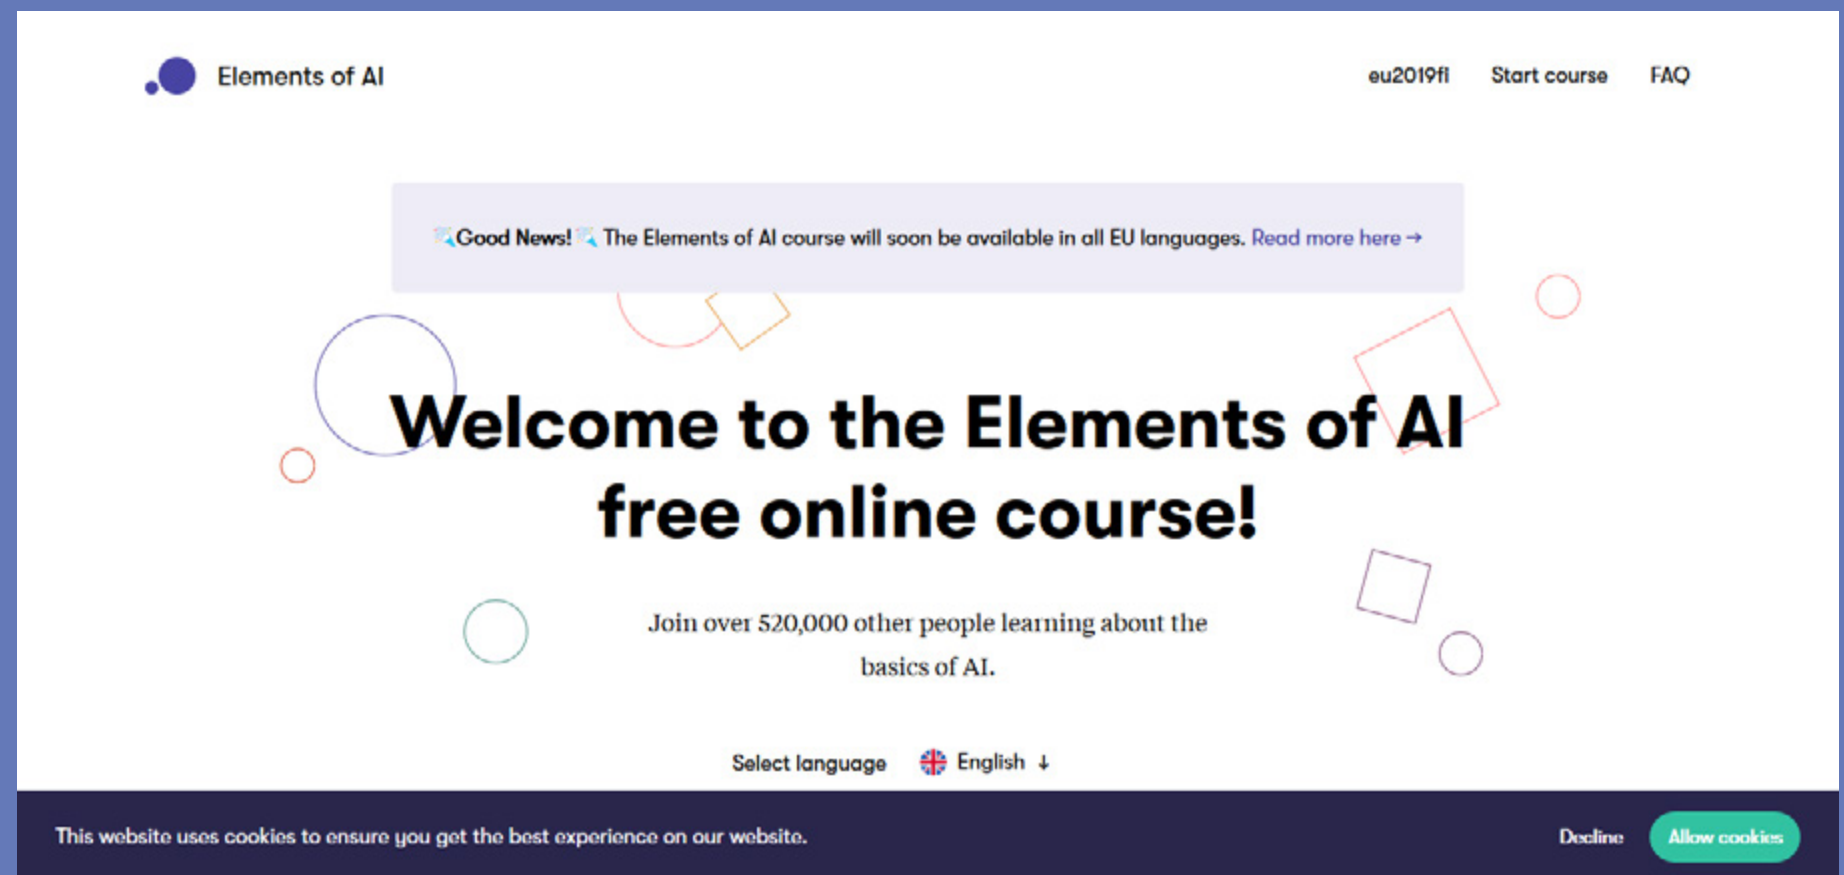 Elements of AI
eu2019fi
Start course
FAQ
Good News! The Elements of AI course will soon be available in all EU languages. Read more here →
Welcome to the Elements of AI
free online course!
Join over 520,000 other people learning about the
basics of AI.
Select language English ↓
This website uses cookies to ensure you get the best experience on our website.
Decline
Allow cookies